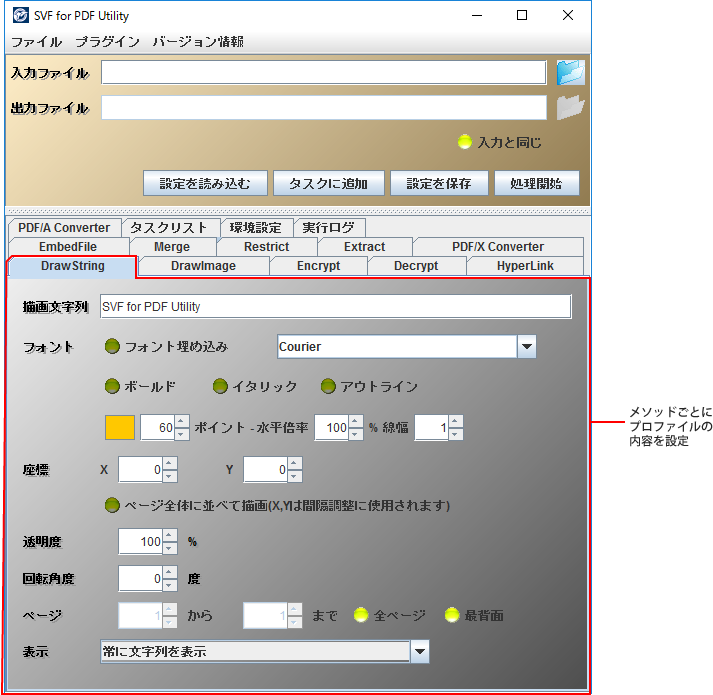 SVF for PDF Utility
ファイル プラグイン バージョン情報
入力ファイル
出力ファイル
入力と同じ
設定を読み込む タスクに追加 設定を保存 処理開始
PDF/A Converter タスクリスト 環境設定 実行ログ
EmbedFile Merge Restrict Extract PDF/X Converter
DrawString DrawImage Encrypt Decrypt HyperLink
描画文字列 SVF for PDF Utility
フォント フォント埋め込み Courier
ボールド イタリック アウトライン
60 ポイント - 水平倍率 100 % 線幅 1
座標 X 0 Y 0
ページ全体に並べて描画(X,Yは間隔調整に使用されます)
透明度 100 %
回転角度 0 度
ページ 1 から 1 まで 全ページ 最背面
表示 常に文字列を表示
メソッドごとに
プロファイルの
内容を設定